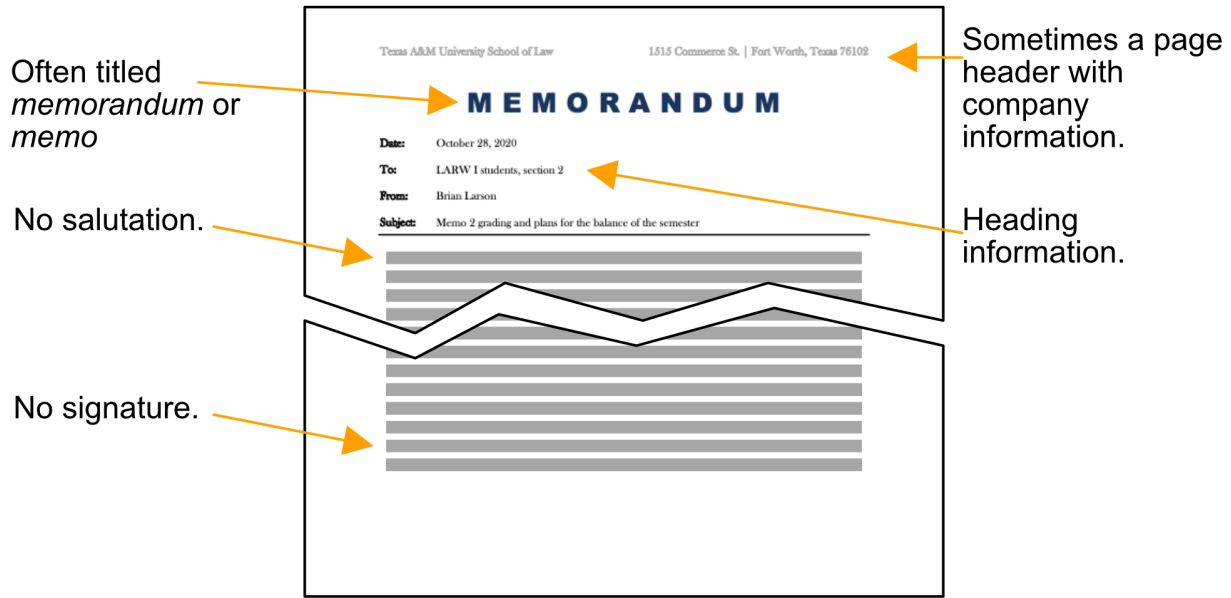 Texas A&M University School of Law 1515 Commerce St. | Fort Worth, Texas 76102
MEMORANDUM
Date: October 28, 2020
To: LARW I students, section 2
From: Brian Larson
Subject: Memo 2 grading and plans for the balance of the semester
Often titled
memorandum or
memo
No salutation.
No signature.
Sometimes a page
header with
company
information.
Heading
information.